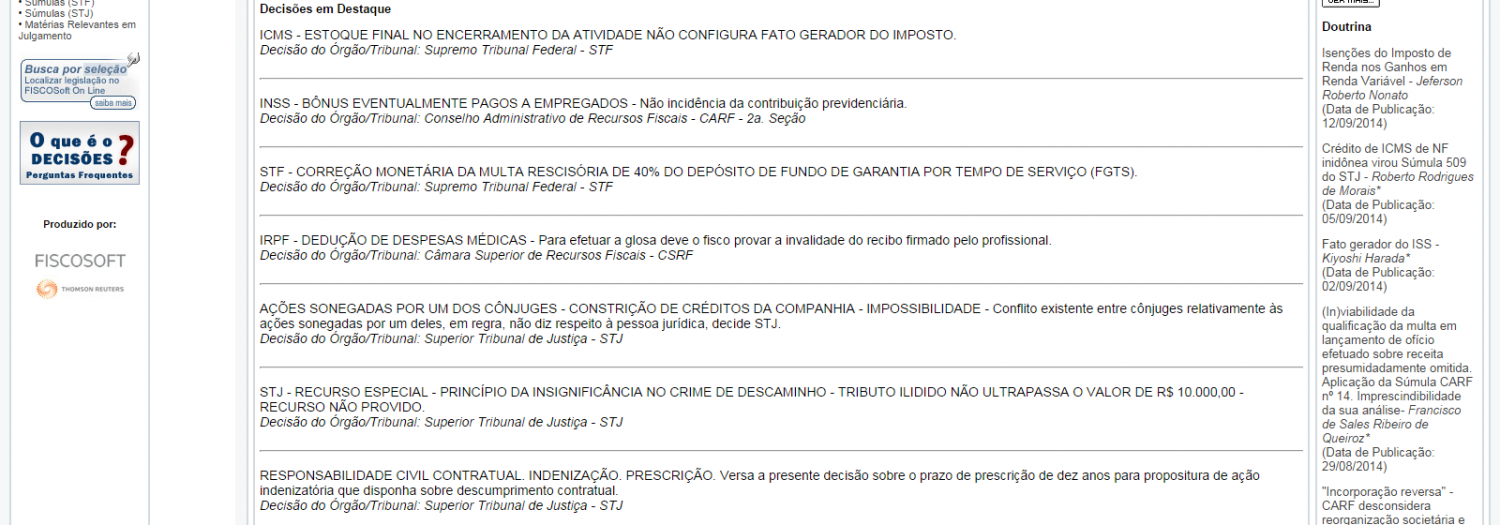 • Súmulas (STF)
• Súmulas (STJ)
• Matérias Relevantes em
Julgamento
Busca por seleção
Localizar legislação no
FISCOSoft On Line
saiba mais
O que é o
DECISÕES ?
Perguntas Frequentes
Produzido por:
FISCOSOFT
THOMSON REUTERS
Decisões em Destaque
ICMS - ESTOQUE FINAL NO ENCERRAMENTO DA ATIVIDADE NÃO CONFIGURA FATO GERADOR DO IMPOSTO.
Decisão do Órgão/Tribunal: Supremo Tribunal Federal - STF
INSS - BÔNUS EVENTUALMENTE PAGOS A EMPREGADOS - Não incidência da contribuição previdenciária.
Decisão do Órgão/Tribunal: Conselho Administrativo de Recursos Fiscais - CARF - 2a. Seção
STF - CORREÇÃO MONETÁRIA DA MULTA RESCISÓRIA DE 40% DO DEPÓSITO DE FUNDO DE GARANTIA POR TEMPO DE SERVIÇO (FGTS).
Decisão do Órgão/Tribunal: Supremo Tribunal Federal - STF
IRPF - DEDUÇÃO DE DESPESAS MÉDICAS - Para efetuar a glosa deve o fisco provar a invalidade do recibo firmado pelo profissional.
Decisão do Órgão/Tribunal: Câmara Superior de Recursos Fiscais - CSRF
AÇÕES SONEGADAS POR UM DOS CÔNJUGES - CONSTRIÇÃO DE CRÉDITOS DA COMPANHIA - IMPOSSIBILIDADE - Conflito existente entre cônjuges relativamente às
ações sonegadas por um deles, em regra, não diz respeito à pessoa jurídica, decide STJ.
Decisão do Órgão/Tribunal: Superior Tribunal de Justiça - STJ
STJ - RECURSO ESPECIAL - PRINCÍPIO DA INSIGNIFICÂNCIA NO CRIME DE DESCAMINHO - TRIBUTO ILIDIDO NÃO ULTRAPASSA O VALOR DE R$ 10.000,00 -
RECURSO NÃO PROVIDO.
Decisão do Órgão/Tribunal: Superior Tribunal de Justiça - STJ
RESPONSABILIDADE CIVIL CONTRATUAL. INDENIZAÇÃO. PRESCRIÇÃO. Versa a presente decisão sobre o prazo de prescrição de dez anos para propositura de ação
indenizatória que disponha sobre descumprimento contratual.
Decisão do Órgão/Tribunal: Superior Tribunal de Justiça - STJ
VER MAIS...
Doutrina
Isenções do Imposto de
Renda nos Ganhos em
Renda Variável - Jeferson
Roberto Nonato
(Data de Publicação:
12/09/2014)
Crédito de ICMS de NF
inidônea virou Súmula 509
do STJ - Roberto Rodrigues
de Morais*
(Data de Publicação:
05/09/2014)
Fato gerador do ISS -
Kiyoshi Harada*
(Data de Publicação:
02/09/2014)
(In)viabilidade da
qualificação da multa em
lançamento de ofício
efetuado sobre receita
presumidadamente omitida.
Aplicação da Súmula CARF
nº 14. Imprescindibilidade
da sua análise- Francisco
de Sales Ribeiro de
Queiroz*
(Data de Publicação:
29/08/2014)
"Incorporação reversa" -
CARF desconsidera
reorganização societária e